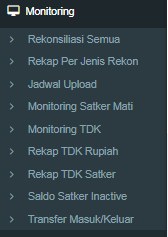 Monitoring
Rekonsiliasi Semua
Rekap Per Jenis Rekon
Jadwal Upload
Monitoring Satker Mati
Monitoring TDK
Rekap TDK Rupiah
Rekap TDK Satker
Saldo Satker Inactive
Transfer Masuk/Keluar